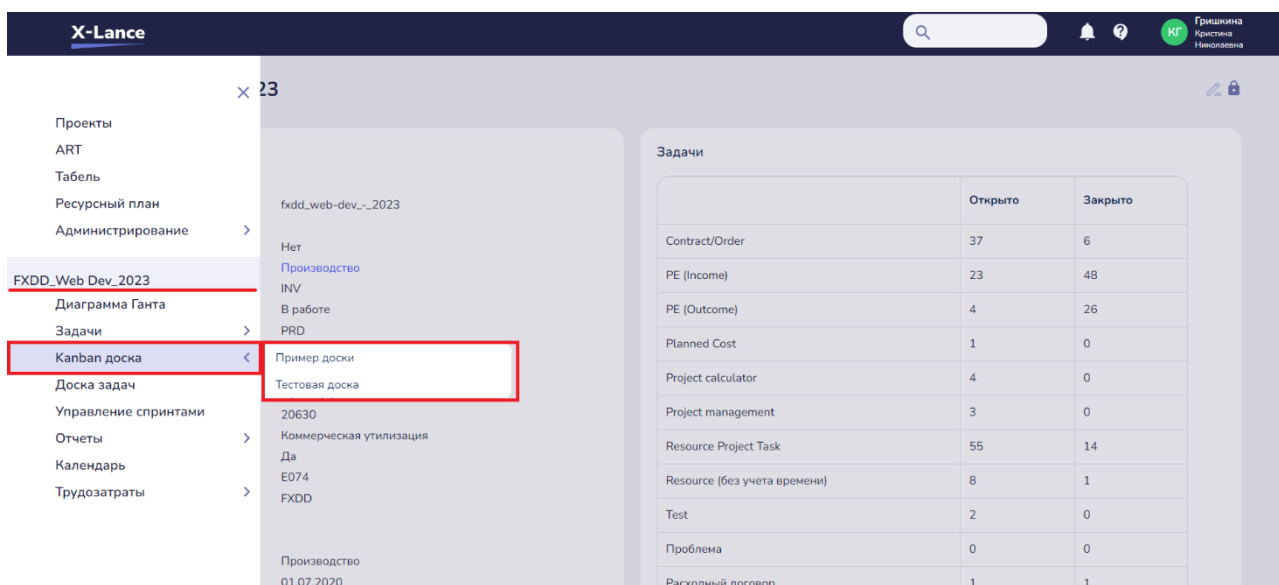 X-Lance
КГ
Гришкина
Кристина
Николаевна
23
Проекты
ART
Табель
Ресурсный план
Администрирование
FXDD_Web Dev_2023
Диаграмма Ганта
Задачи
Kanban доска
Доска задач
Управление спринтами
Отчеты
Календарь
Трудозатраты
Пример доски
Тестовая доска
fxdd_web-dev_-_2023
Нет
Производство
INV
В работе
PRD
20630
Коммерческая утилизация
Да
E074
FXDD
Производство
01.07.2020
Задачи
Открыто Закрыто
Contract/Order 37 6
PE (Income) 23 48
PE (Outcome) 4 26
Planned Cost 1 0
Project calculator 4 0
Project management 3 0
Resource Project Task 55 14
Resource (без учета времени) 8 1
Test 2 0
Проблема 0 0
Расходный договор 1 1